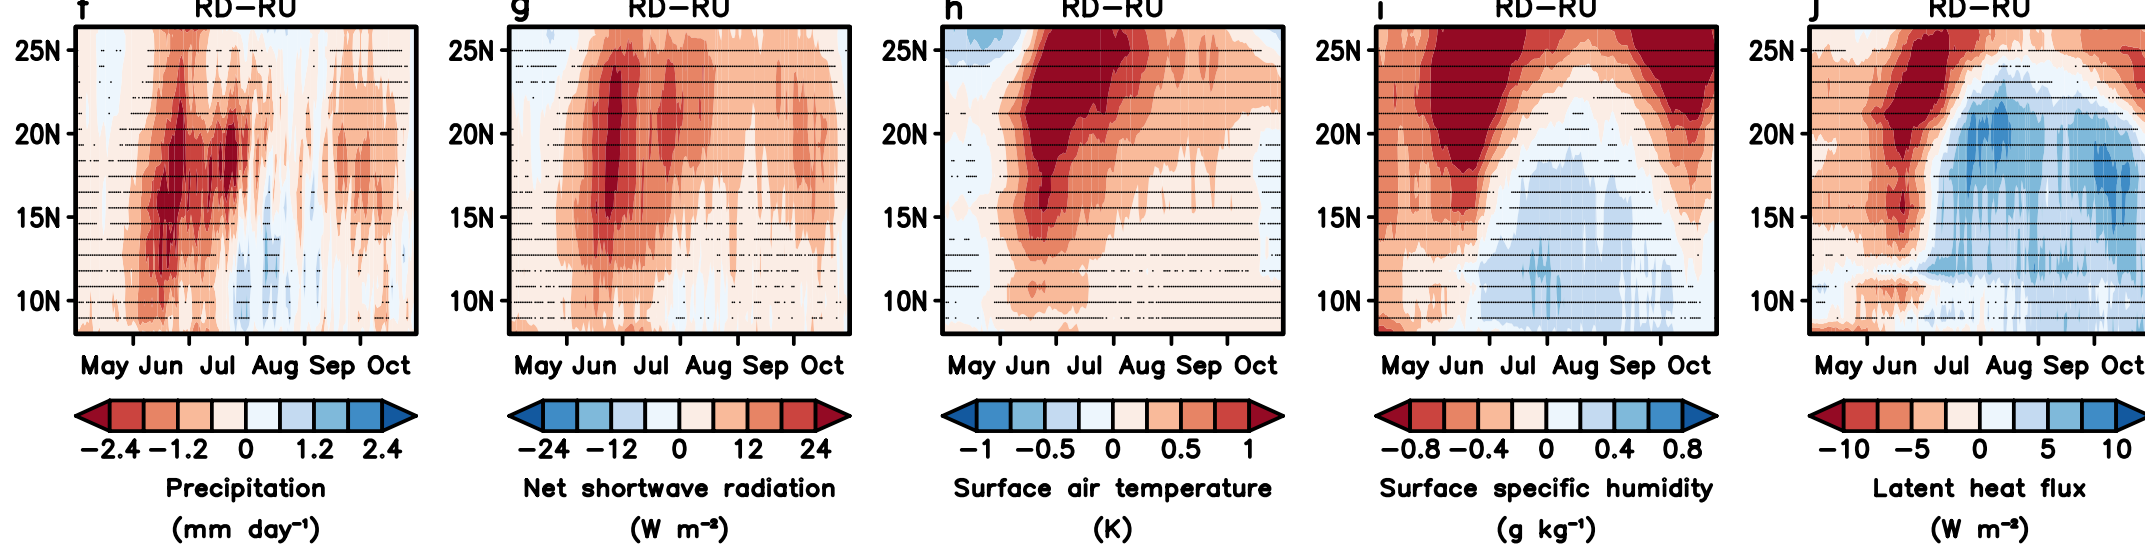 f RD−RU g RD−RU h RD−RU i RD−RU j RD−RU
25N 25N 25N 25N 25N
20N 20N 20N 20N 20N
15N 15N 15N 15N 15N
10N 10N 10N 10N 10N
May Jun Jul Aug Sep Oct May Jun Jul Aug Sep Oct May Jun Jul Aug Sep Oct May Jun Jul Aug Sep Oct May Jun Jul Aug Sep Oct
−2.4 −1.2 0 1.2 2.4 −24 −12 0 12 24 −1 −0.5 0 0.5 1 −0.8 −0.4 0 0.4 0.8 −10 −5 0 5 10
Precipitation Net shortwave radiation Surface air temperature Surface specific humidity Latent heat flux
(mm day⁻¹) (W m⁻²) (K) (g kg⁻¹) (W m⁻²)